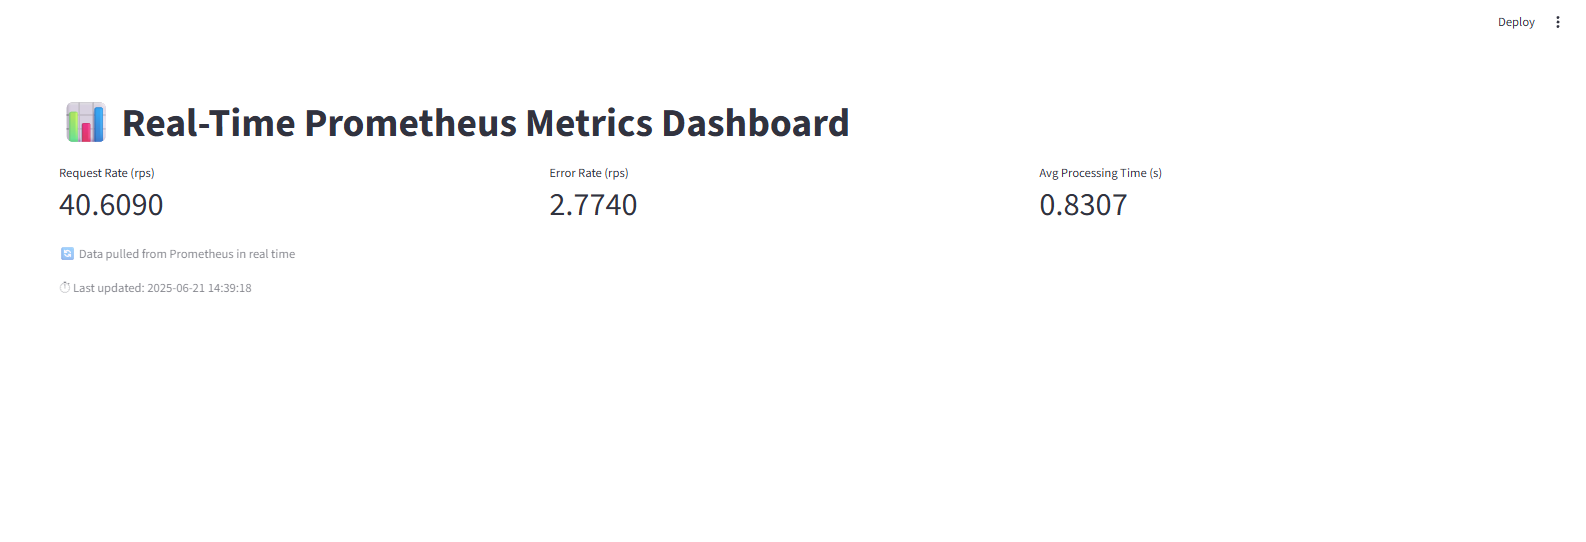 Deploy
Real-Time Prometheus Metrics Dashboard
Request Rate (rps)
40.6090
Error Rate (rps)
2.7740
Avg Processing Time (s)
0.8307
Data pulled from Prometheus in real time
Last updated: 2025-06-21 14:39:18